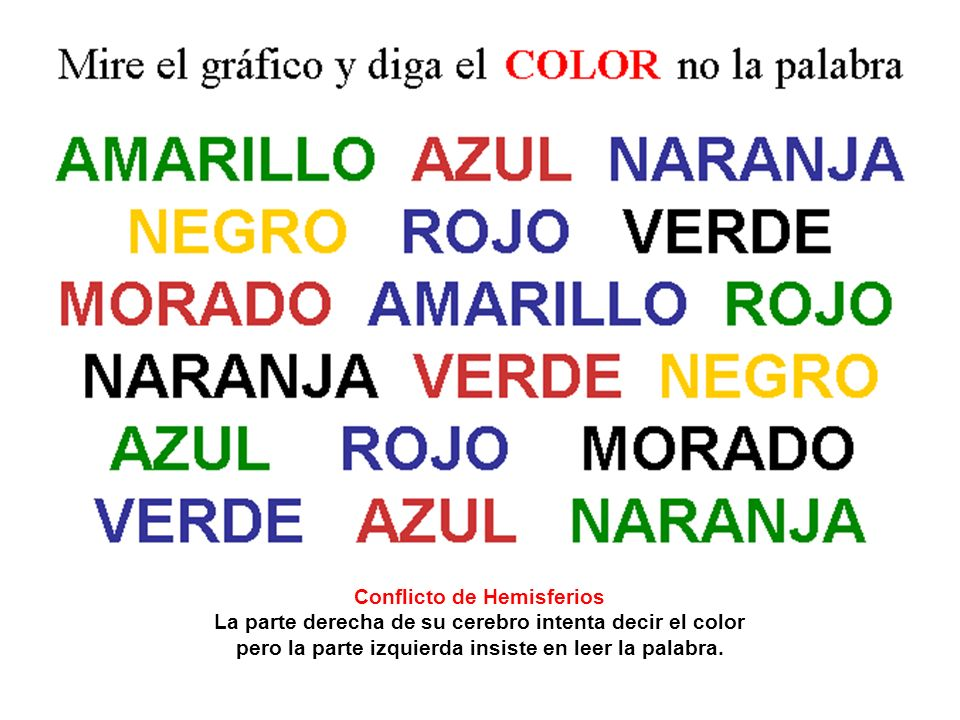 Mire el gráfico y diga el COLOR no la palabra
AMARILLO AZUL NARANJA
NEGRO ROJO VERDE
MORADO AMARILLO ROJO
NARANJA VERDE NEGRO
AZUL ROJO MORADO
VERDE AZUL NARANJA
Conflicto de Hemisferios
La parte derecha de su cerebro intenta decir el color
pero la parte izquierda insiste en leer la palabra.